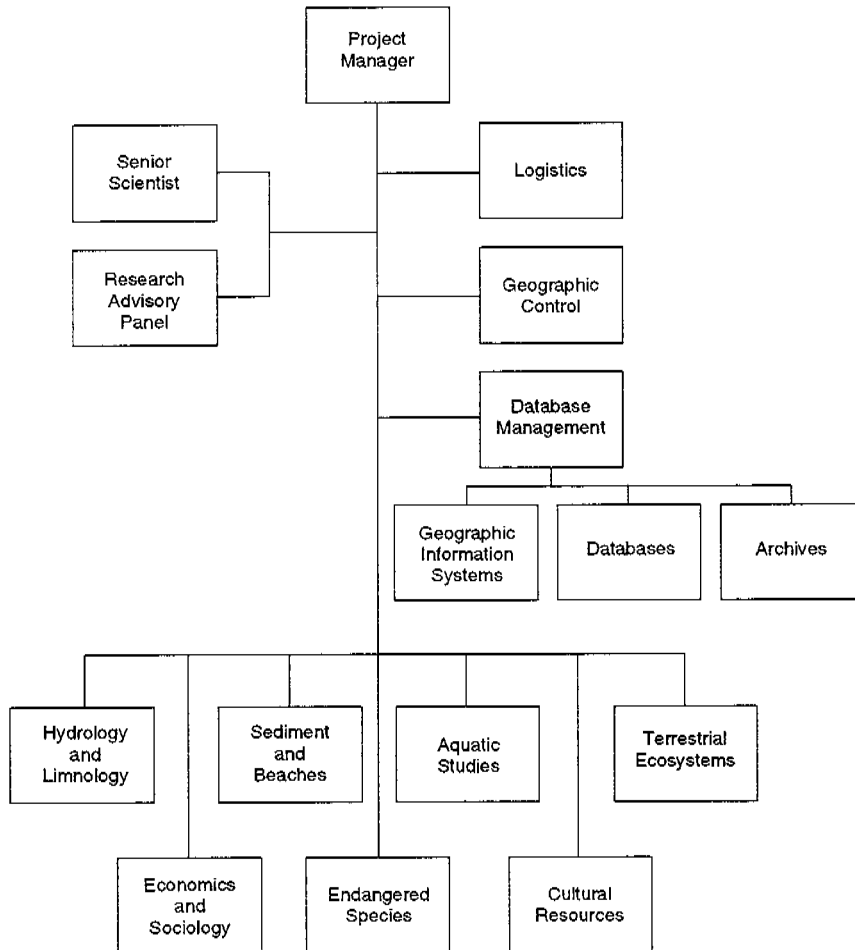 Project
Manager
Senior
Scientist
Logistics
Research
Advisory
Panel
Geographic
Control
Database
Management
Geographic
Information
Systems
Databases
Archives
Hydrology
and
Limnology
Sediment
and
Beaches
Aquatic
Studies
Terrestrial
Ecosystems
Economics
and
Sociology
Endangered
Species
Cultural
Resources